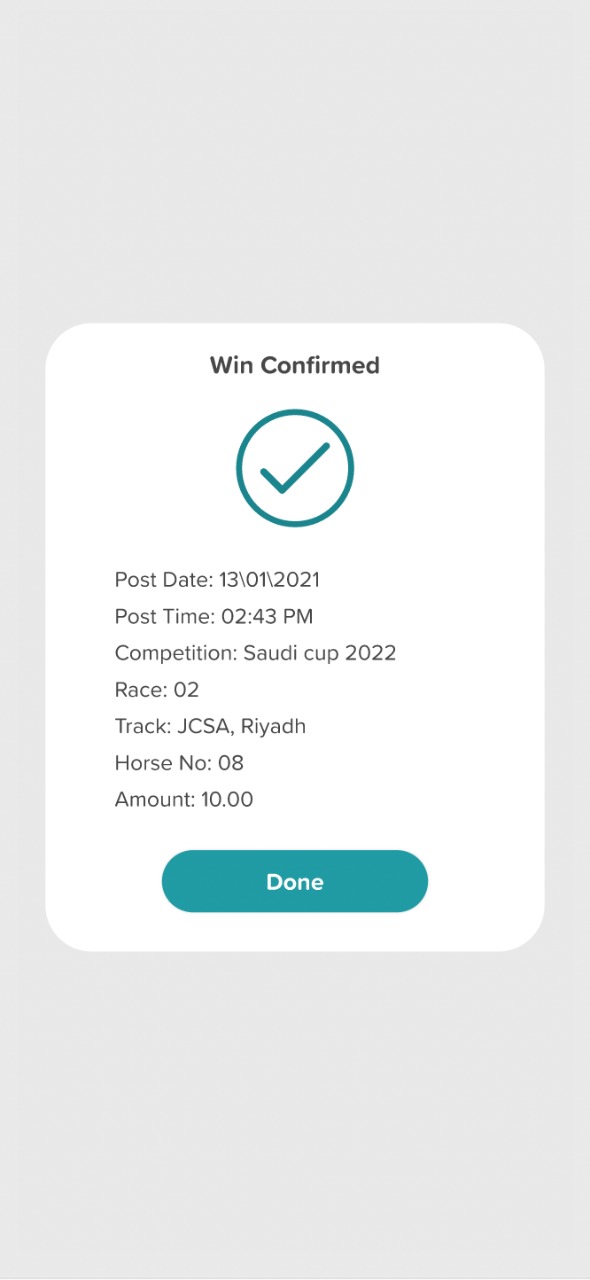 Win Confirmed
Post Date: 13\01\2021
Post Time: 02:43 PM
Competition: Saudi cup 2022
Race: 02
Track: JCSA, Riyadh
Horse No: 08
Amount: 10.00
Done